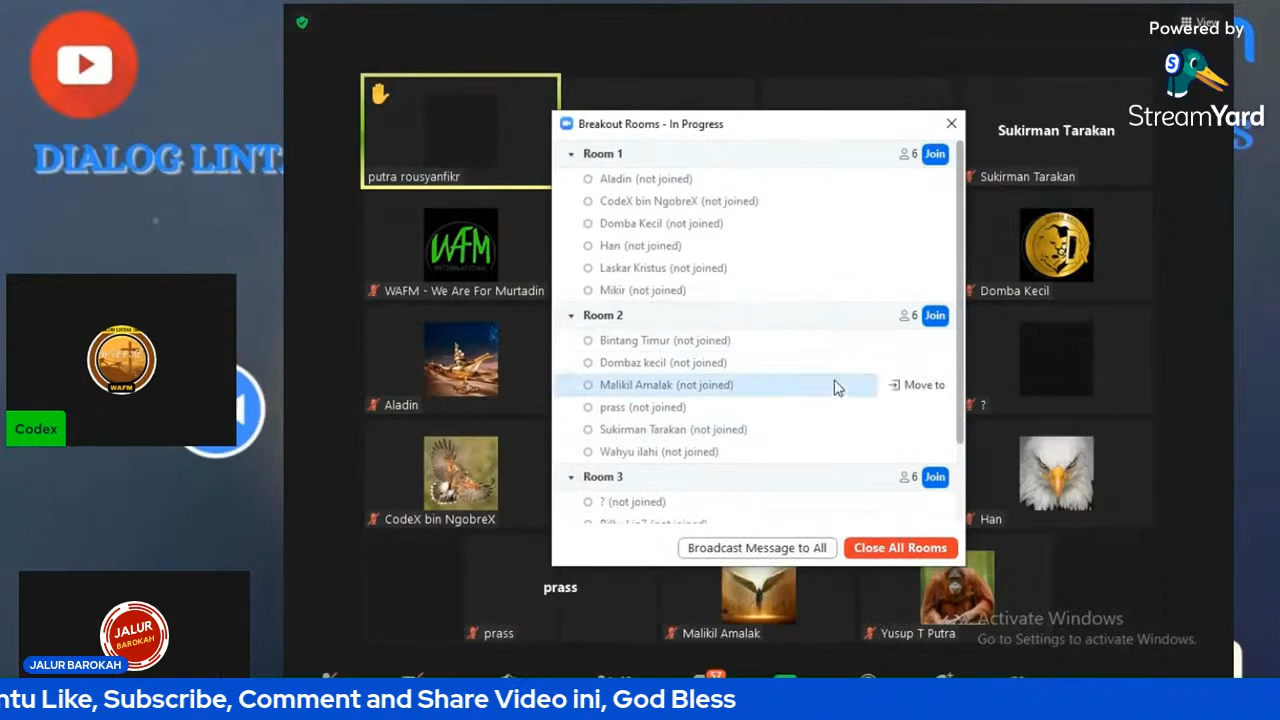 View
Powered by
StreamYard
DIALOG LINT
putra rousyanfikr
Sukirman Tarakan
Sukirman Tarakan
WAFM
INTERNATIONAL
WAFM - We Are For Murtadin
Domba Kecil
Aladin
?
CodeX bin NgobreX
Han
prass
prass
Malikil Amalak
Yusup T Putra
Breakout Rooms - In Progress
Room 1
6
Join
Aladin (not joined)
CodeX bin NgobreX (not joined)
Domba Kecil (not joined)
Han (not joined)
Laskar Kristus (not joined)
Mikir (not joined)
Room 2
6
Join
Bintang Timur (not joined)
Dombaz kecil (not joined)
Malikil Amalak (not joined)
Move to
prass (not joined)
Sukirman Tarakan (not joined)
Wahyu ilahi (not joined)
Room 3
6
Join
? (not joined)
Broadcast Message to All
Close All Rooms
WAFM
Codex
JALUR
BAROKAH
JALUR BAROKAH
Activate Windows
Go to Settings to activate Windows.
57
ntu Like, Subscribe, Comment and Share Video ini, God Bless